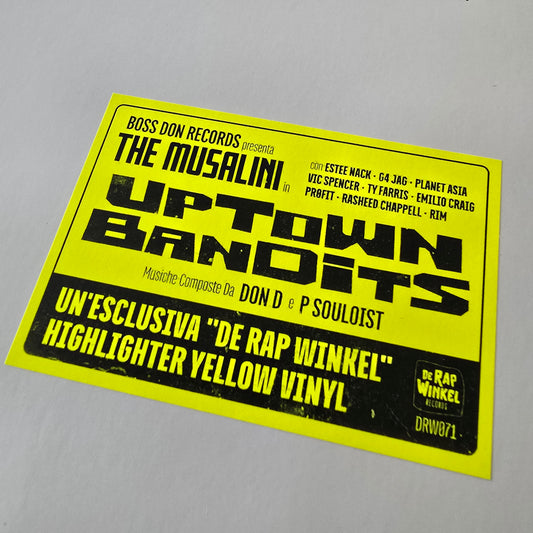 BOSS DON RECORDS presenta
THE MUSALINI in
con ESTEE NACK · G4 JAG · PLANET ASIA
VIC SPENCER · TY FARRIS · EMILIO CRAIG
PRØFIT · RASHEED CHAPPELL · RIM
UPTOWN
BANDITS
Musiche Composte Da DON D e P SOULOIST
UN'ESCLUSIVA "DE RAP WINKEL"
HIGHLIGHTER YELLOW VINYL
DE RAP
WINKEL
RECORDS
DRW071